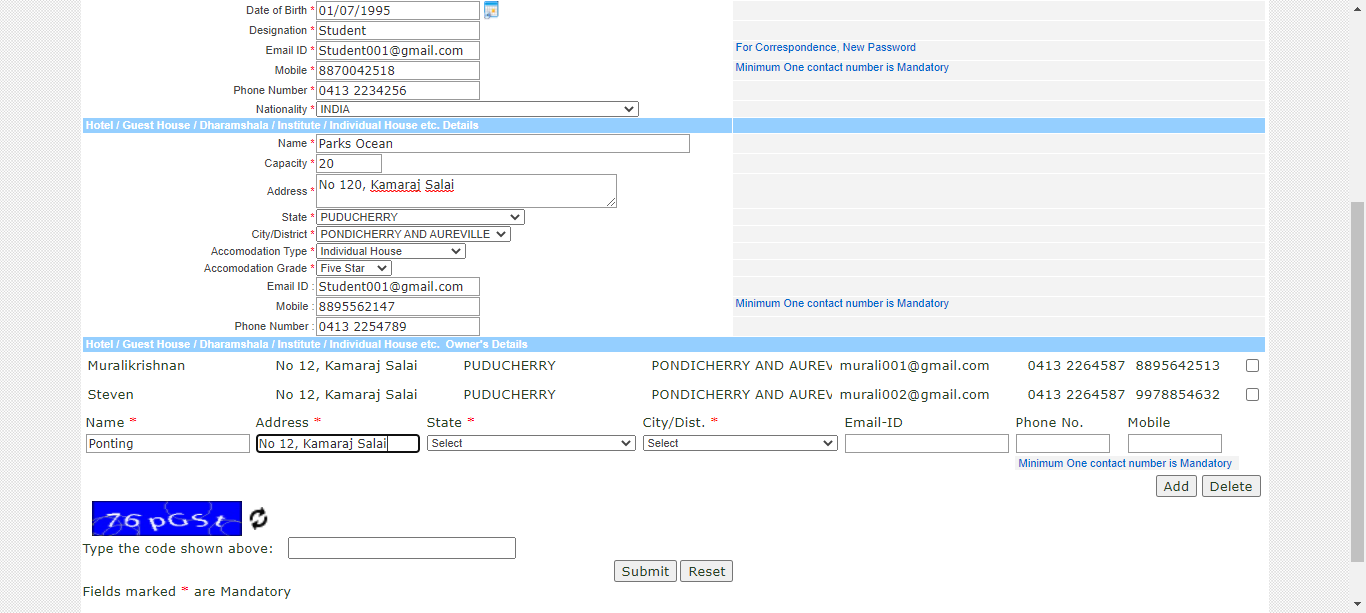 Date of Birth * 01/07/1995
Designation * Student
Email ID * Student001@gmail.com For Correspondence, New Password
Mobile * 8870042518 Minimum One contact number is Mandatory
Phone Number * 0413 2234256
Nationality * INDIA
Hotel / Guest House / Dharamshala / Institute / Individual House etc. Details
Name * Parks Ocean
Capacity * 20
Address * No 120, Kamaraj Salai
State * PUDUCHERRY
City/District * PONDICHERRY AND AUREVILLE
Accomodation Type * Individual House
Accomodation Grade * Five Star
Email ID : Student001@gmail.com
Mobile : 8895562147 Minimum One contact number is Mandatory
Phone Number : 0413 2254789
Hotel / Guest House / Dharamshala / Institute / Individual House etc. Owner's Details
Muralikrishnan No 12, Kamaraj Salai PUDUCHERRY PONDICHERRY AND AUREV murali001@gmail.com 0413 2264587 8895642513
Steven No 12, Kamaraj Salai PUDUCHERRY PONDICHERRY AND AUREV murali002@gmail.com 0413 2264587 9978854632
Name * Address * State * City/Dist. * Email-ID Phone No. Mobile
Ponting No 12, Kamaraj Salai Select Select
Minimum One contact number is Mandatory
Add Delete
76pGSt
Type the code shown above:
Submit Reset
Fields marked * are Mandatory